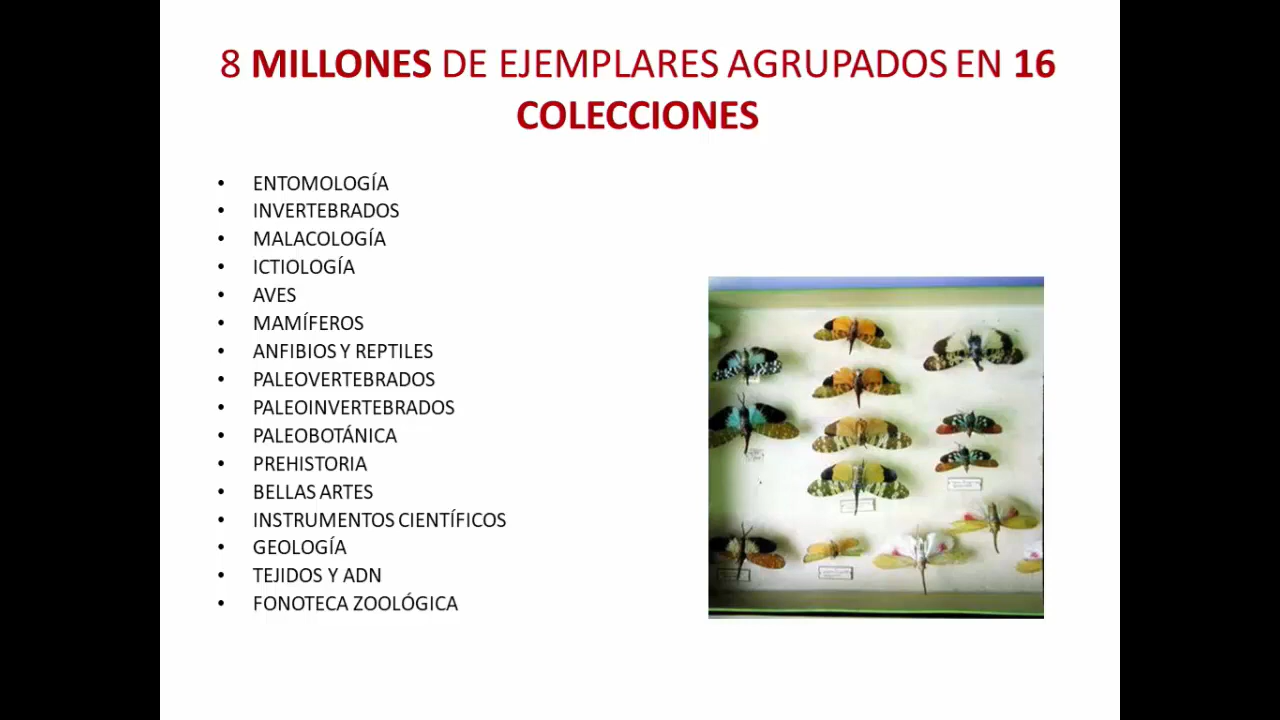 8 MILLONES DE EJEMPLARES AGRUPADOS EN 16
COLECCIONES
• ENTOMOLOGÍA
• INVERTEBRADOS
• MALACOLOGÍA
• ICTIOLOGÍA
• AVES
• MAMÍFEROS
• ANFIBIOS Y REPTILES
• PALEOVERTEBRADOS
• PALEOINVERTEBRADOS
• PALEOBOTÁNICA
• PREHISTORIA
• BELLAS ARTES
• INSTRUMENTOS CIENTÍFICOS
• GEOLOGÍA
• TEJIDOS Y ADN
• FONOTECA ZOOLÓGICA